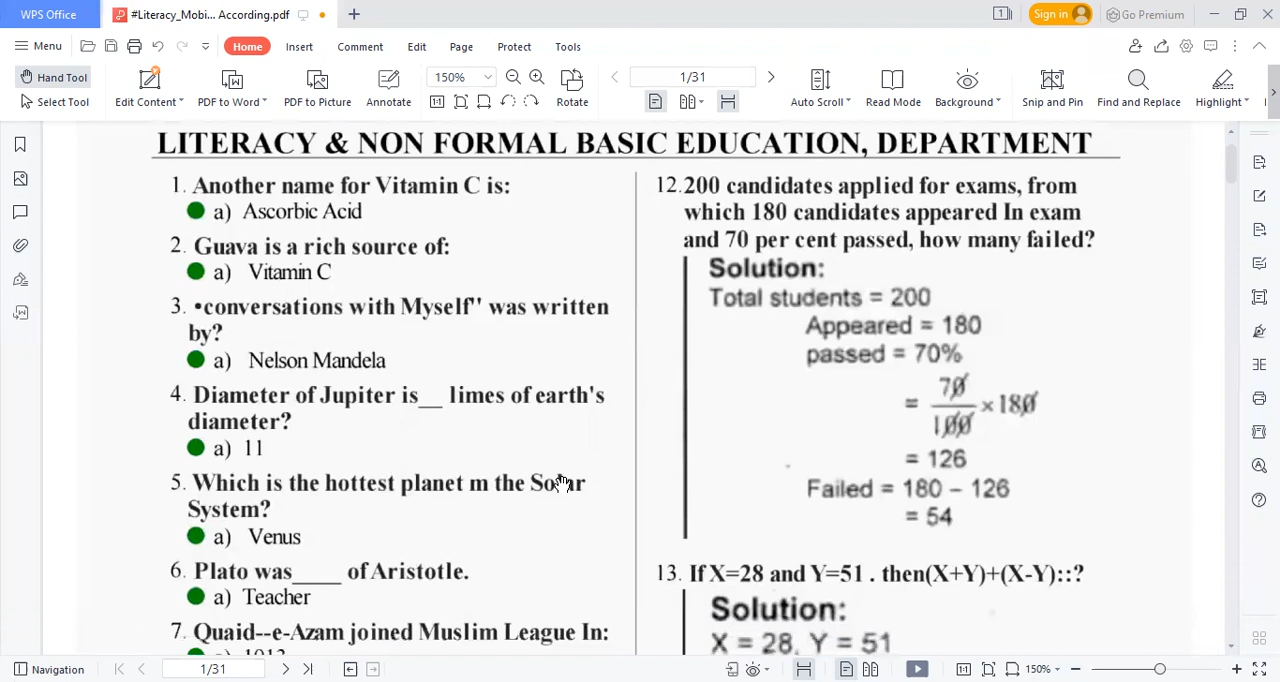 WPS Office
#Literacy_Mobi... According.pdf
Sign in
Go Premium
Menu
Home
Insert
Comment
Edit
Page
Protect
Tools
Hand Tool
Select Tool
Edit Content
PDF to Word
PDF to Picture
Annotate
150%
Rotate
1/31
Auto Scroll
Read Mode
Background
Snip and Pin
Find and Replace
Highlight
LITERACY & NON FORMAL BASIC EDUCATION, DEPARTMENT
1. Another name for Vitamin C is:
a) Ascorbic Acid
2. Guava is a rich source of:
a) Vitamin C
3. •conversations with Myself" was written
by?
a) Nelson Mandela
4. Diameter of Jupiter is__ limes of earth's
diameter?
a) 11
5. Which is the hottest planet m the Solar
System?
a) Venus
6. Plato was____ of Aristotle.
a) Teacher
7. Quaid--e-Azam joined Muslim League In:
a) 1913
12. 200 candidates applied for exams, from
which 180 candidates appeared In exam
and 70 per cent passed, how many failed?
Solution:
Total students = 200
Appeared = 180
passed = 70%
= 70/100 × 180
= 126
Failed = 180 – 126
= 54
13. If X=28 and Y=51 . then(X+Y)+(X-Y)::?
Solution:
X = 28, Y = 51
Navigation
1/31
150%